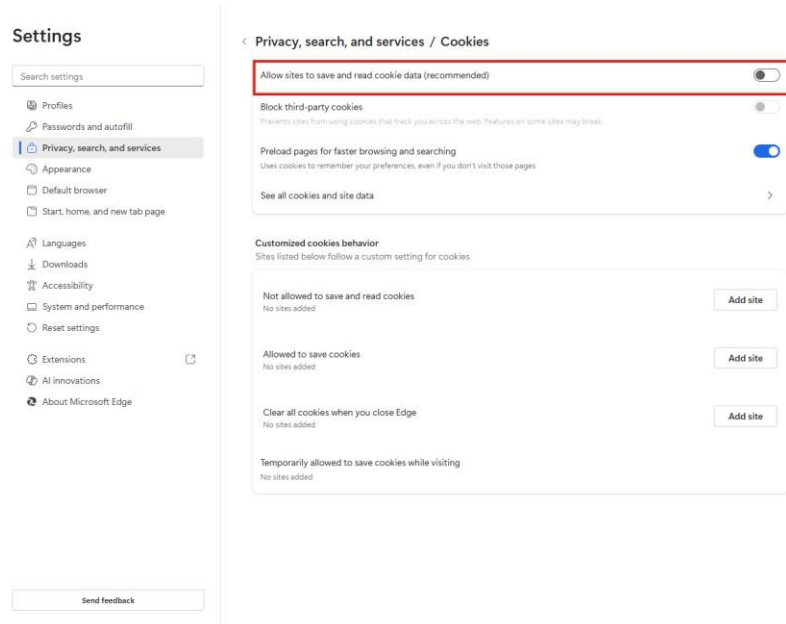 Settings
Search settings
Profiles
Passwords and autofill
Privacy, search, and services
Appearance
Default browser
Start, home, and new tab page
Languages
Downloads
Accessibility
System and performance
Reset settings
Extensions
AI innovations
About Microsoft Edge
Send feedback
Privacy, search, and services / Cookies
Allow sites to save and read cookie data (recommended)
Block third-party cookies
Prevents sites from using cookies that track you across the web. Features on some sites may break.
Preload pages for faster browsing and searching
Uses cookies to remember your preferences, even if you don't visit those pages
See all cookies and site data
Customized cookies behavior
Sites listed below follow a custom setting for cookies
Not allowed to save and read cookies
No sites added
Add site
Allowed to save cookies
No sites added
Add site
Clear all cookies when you close Edge
No sites added
Add site
Temporarily allowed to save cookies while visiting
No sites added